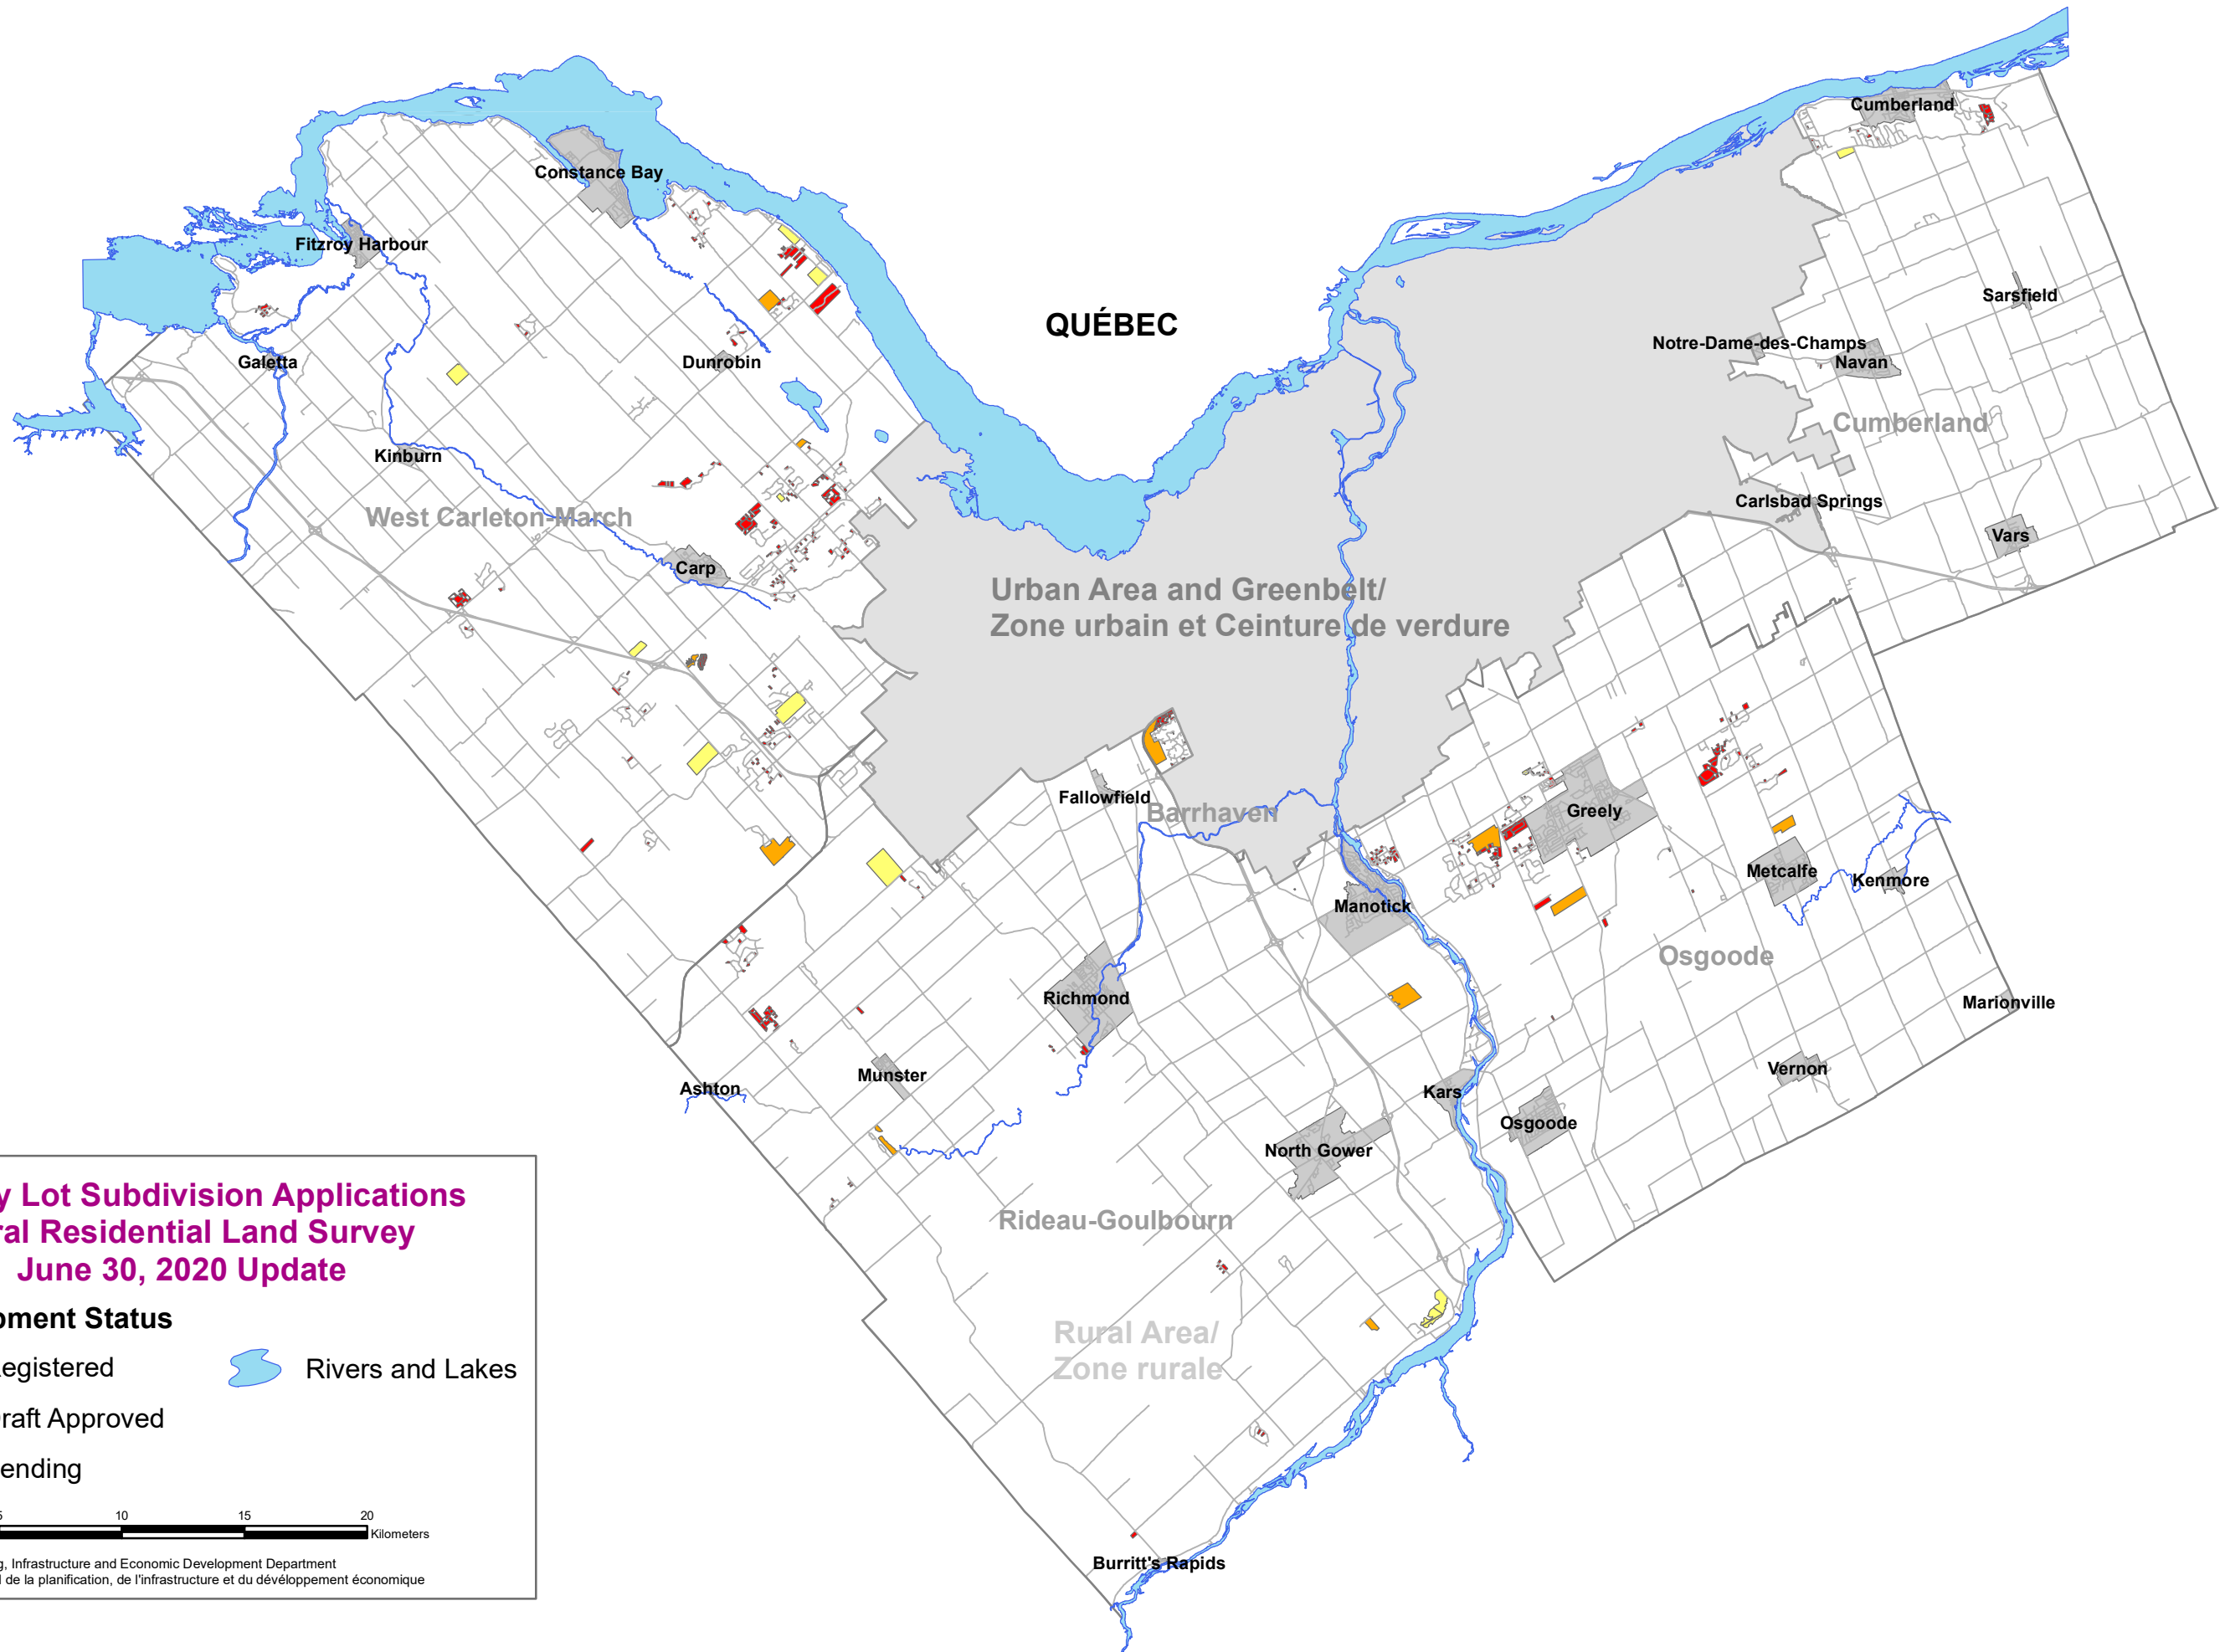 Cumberland
Constance Bay
Fitzroy Harbour
Sarsfield
QUÉBEC
Notre-Dame-des-Champs
Navan
Galetta
Dunrobin
Cumberland
Kinburn
Carlsbad Springs
West Carleton-March
Vars
Carp
Urban Area and Greenbelt/
Zone urbain et Ceinture de verdure
Fallowfield
Barrhaven
Greely
Metcalfe
Kenmore
Manotick
Osgoode
Richmond
Marionville
Munster
Vernon
Ashton
Kars
Osgoode
North Gower
Rideau-Goulbourn
Rural Area/
Zone rurale
Burritt's Rapids
y Lot Subdivision Applications
ral Residential Land Survey
June 30, 2020 Update
pment Status
egistered
Rivers and Lakes
raft Approved
ending
5 10 15 20
Kilometers
g, Infrastructure and Economic Development Department
l de la planification, de l'infrastructure et du dévéloppement économique